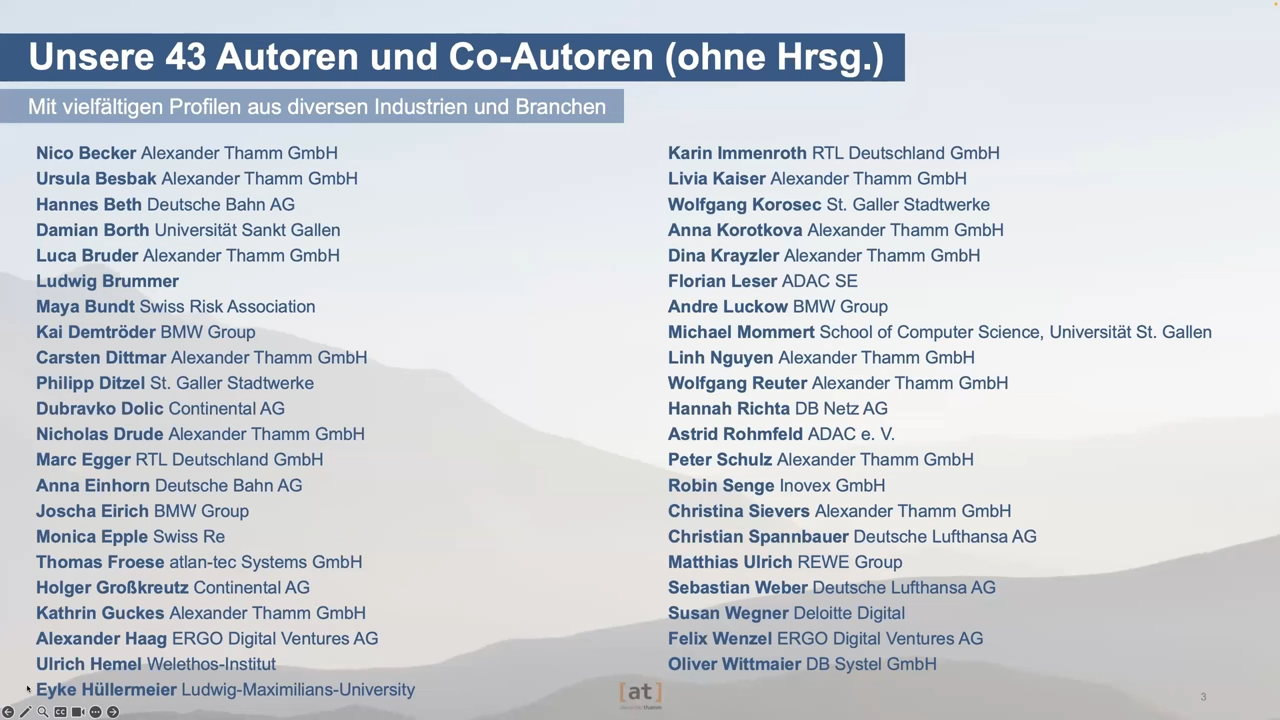 Unsere 43 Autoren und Co-Autoren (ohne Hrsg.)
Mit vielfältigen Profilen aus diversen Industrien und Branchen
Nico Becker Alexander Thamm GmbH
Ursula Besbak Alexander Thamm GmbH
Hannes Beth Deutsche Bahn AG
Damian Borth Universität Sankt Gallen
Luca Bruder Alexander Thamm GmbH
Ludwig Brummer
Maya Bundt Swiss Risk Association
Kai Demtröder BMW Group
Carsten Dittmar Alexander Thamm GmbH
Philipp Ditzel St. Galler Stadtwerke
Dubravko Dolic Continental AG
Nicholas Drude Alexander Thamm GmbH
Marc Egger RTL Deutschland GmbH
Anna Einhorn Deutsche Bahn AG
Joscha Eirich BMW Group
Monica Epple Swiss Re
Thomas Froese atlan-tec Systems GmbH
Holger Großkreutz Continental AG
Kathrin Guckes Alexander Thamm GmbH
Alexander Haag ERGO Digital Ventures AG
Ulrich Hemel Welethos-Institut
Eyke Hüllermeier Ludwig-Maximilians-University
Karin Immenroth RTL Deutschland GmbH
Livia Kaiser Alexander Thamm GmbH
Wolfgang Korosec St. Galler Stadtwerke
Anna Korotkova Alexander Thamm GmbH
Dina Krayzler Alexander Thamm GmbH
Florian Leser ADAC SE
Andre Luckow BMW Group
Michael Mommert School of Computer Science, Universität St. Gallen
Linh Nguyen Alexander Thamm GmbH
Wolfgang Reuter Alexander Thamm GmbH
Hannah Richta DB Netz AG
Astrid Rohmfeld ADAC e. V.
Peter Schulz Alexander Thamm GmbH
Robin Senge Inovex GmbH
Christina Sievers Alexander Thamm GmbH
Christian Spannbauer Deutsche Lufthansa AG
Matthias Ulrich REWE Group
Sebastian Weber Deutsche Lufthansa AG
Susan Wegner Deloitte Digital
Felix Wenzel ERGO Digital Ventures AG
Oliver Wittmaier DB Systel GmbH
[at]
alexanderthamm
3